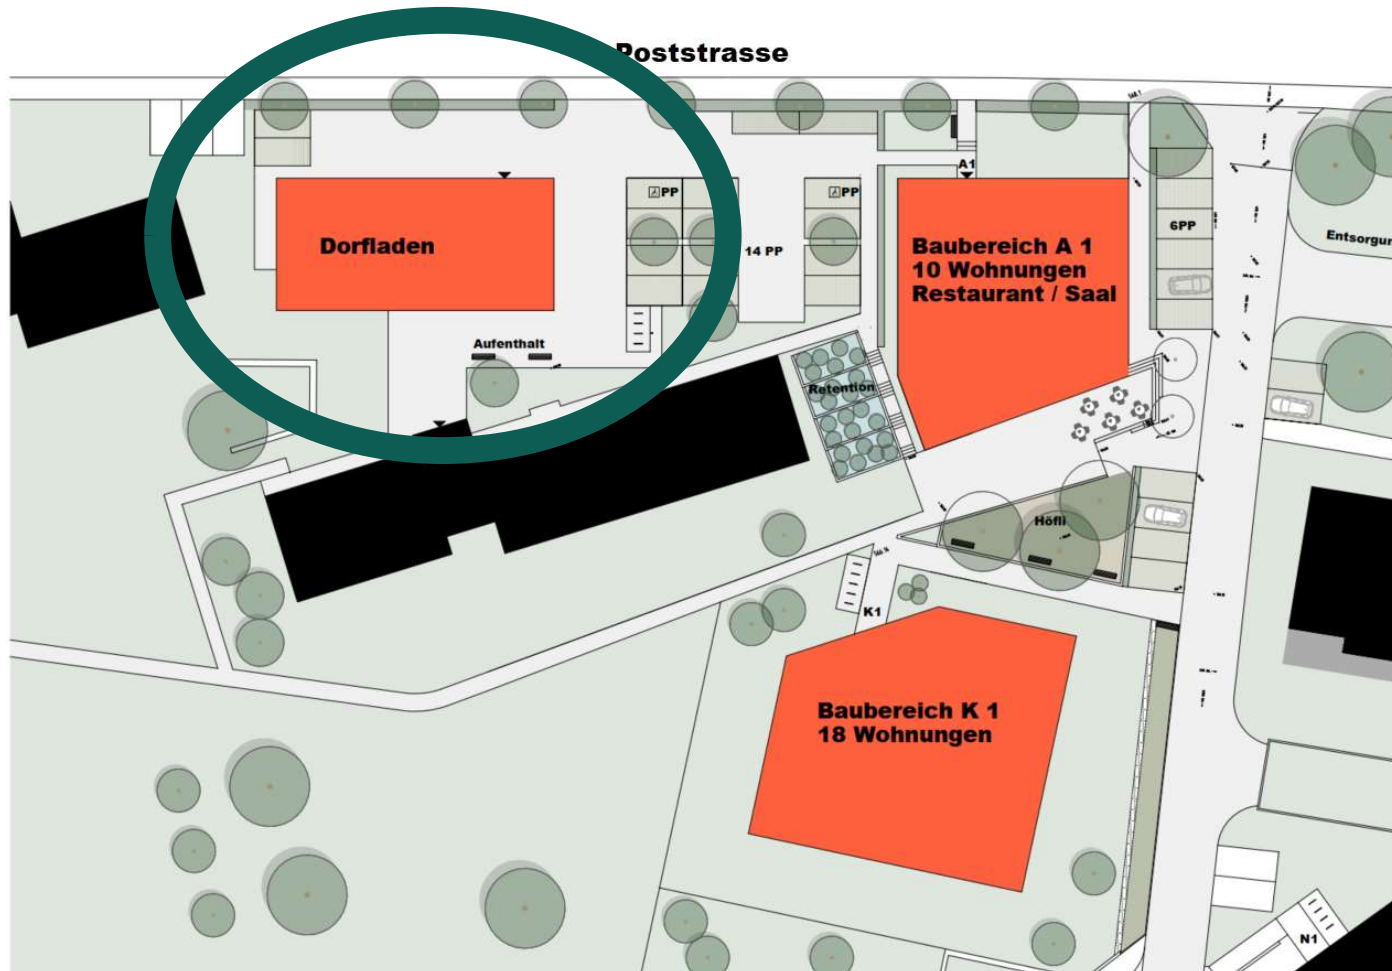 Poststrasse
A1
PP
PP
6PP
Dorfladen
14 PP
Baubereich A 1
10 Wohnungen
Restaurant / Saal
Aufenthalt
Retention
Höfli
K1
Baubereich K 1
18 Wohnungen
N1